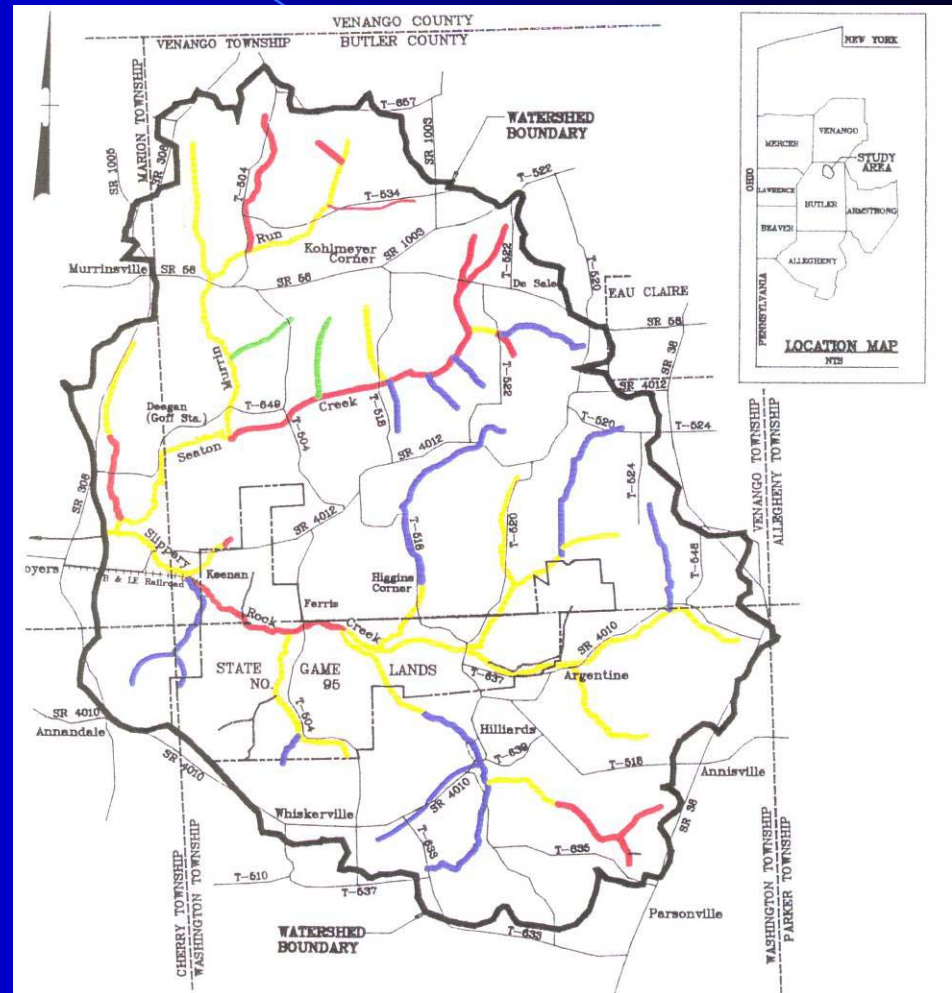 VENANGO COUNTY
BUTLER COUNTY
VENANGO TOWNSHIP
MARION TOWNSHIP
SR 1005
SR 308
T-504
T-657
SR 1003
WATERSHED
BOUNDARY
T-534
T-522
Run
Kohlmeyer
Corner
SR 1003
Murrinsville
SR 56
SR 56
T-522
De Sale
T-520
EAU CLAIRE
SR 58
SR 38
SR 4012
Murrin
Deegan
(Goff Sta.)
T-649
Creek
Seaton
T-504
T-518
T-522
SR 4012
T-520
T-524
T-524
SR 308
SR 4012
T-518
T-520
T-548
VENANGO TOWNSHIP
ALLEGHENY TOWNSHIP
Slippery
oyers
B & LE Railroad
Keenan
Higgins
Corner
Ferris
Rock
Creek
SR 4010
STATE GAME LANDS
NO. 95
T-637
Argentine
T-504
SR 4010
Annandale
SR 4010
Hilliards
T-639
T-518
Annisville
SR 4010
Whiskerville
T-633
SR 38
T-635
T-510
T-537
Parsonville
WATERSHED
BOUNDARY
T-633
CHERRY TOWNSHIP
WASHINGTON TOWNSHIP
WASHINGTON TOWNSHIP
PARKER TOWNSHIP
NEW YORK
VENANGO
MERCER
STUDY
AREA
OHIO
LAWRENCE
BUTLER
ARMSTRONG
BEAVER
ALLEGHENY
PENNSYLVANIA
LOCATION MAP
NTS